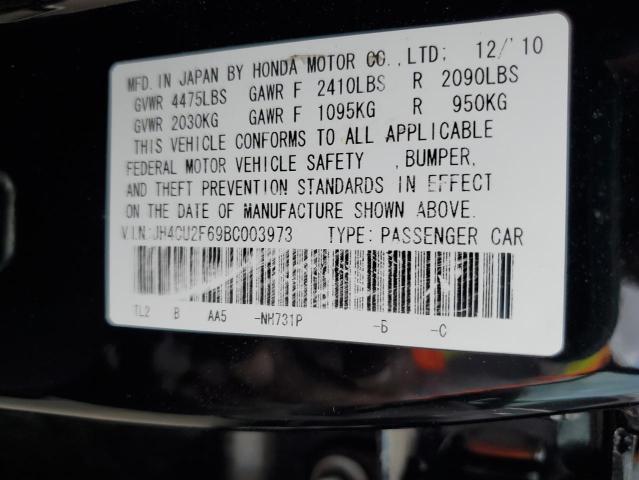 MFD. IN JAPAN BY HONDA MOTOR CO., LTD; 12/'10
GVWR 4475LBS GAWR F 2410LBS R 2090LBS
GVWR 2030KG GAWR F 1095KG R 950KG
THIS VEHICLE CONFORMS TO ALL APPLICABLE
FEDERAL MOTOR VEHICLE SAFETY , BUMPER,
AND THEFT PREVENTION STANDARDS IN EFFECT
ON THE DATE OF MANUFACTURE SHOWN ABOVE.
V.I.N:JH4CU2F69BC003973 TYPE: PASSENGER CAR
TL2 B AA5 -NH731P -Б -C